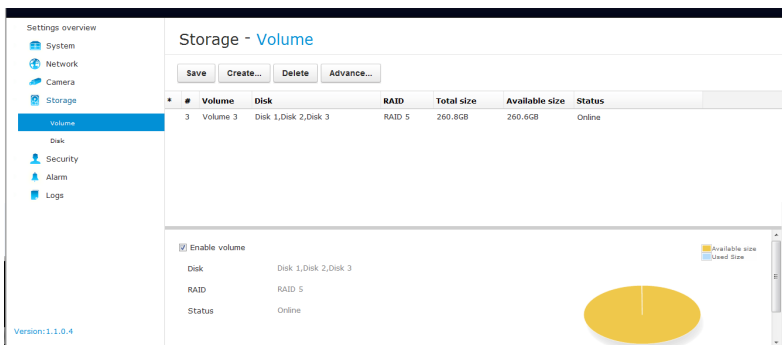 Settings overview
System
Network
Camera
Storage
Volume
Disk
Security
Alarm
Logs
Version:1.1.0.4
Storage - Volume
Save Create... Delete Advance...
* # Volume Disk RAID Total size Available size Status
3 Volume 3 Disk 1,Disk 2,Disk 3 RAID 5 260.8GB 260.6GB Online
Enable volume
Disk Disk 1,Disk 2,Disk 3
RAID RAID 5
Status Online
Available size
Used Size